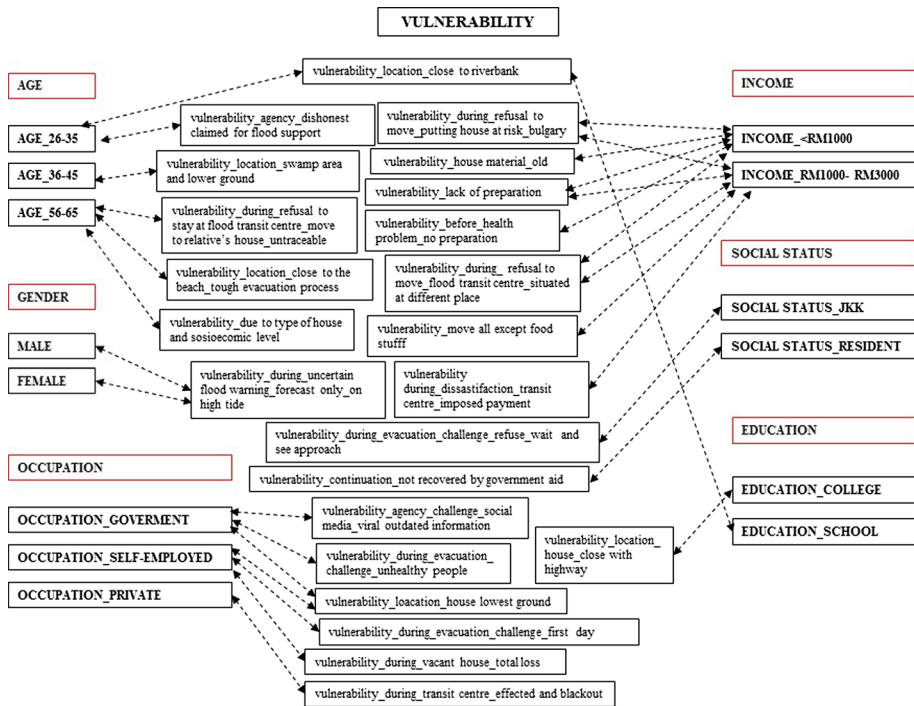 VULNERABILITY
AGE
AGE_26-35
AGE_36-45
AGE_56-65
GENDER
MALE
FEMALE
OCCUPATION
OCCUPATION_GOVERMENT
OCCUPATION_SELF-EMPLOYED
OCCUPATION_PRIVATE
vulnerability_location_close to riverbank
vulnerability_agency_dishonest
claimed for flood support
vulnerability_location_swamp area
and lower ground
vulnerability_during_refusal to
stay at flood transit centre_move
to relative's house_untraceable
vulnerability_location_close to the
beach_tough evacuation process
vulnerability_due to type of house
and sosioecomic level
vulnerability_during_uncertain
flood warning_forecast only_on
high tide
vulnerability_during_refusal to
move_putting house at risk_bulgary
vulnerability_house material_old
vulnerability_lack of preparation
vulnerability_before_health
problem_no preparation
vulnerability_during_ refusal to
move_flood transit centre_situated
at different place
vulnerability_move all except food
stufff
vulnerability
during_dissastifaction_transit
centre_imposed payment
vulnerability_during_evacuation_challenge_refuse_wait and
see approach
vulnerability_continuation_not recovered by government aid
vulnerability_agency_challenge_social
media_viral outdated information
vulnerability_during_evacuation_
challenge_unhealthy people
vulnerability_loacation_house lowest ground
vulnerability_during_evacuation_challenge_first day
vulnerability_during_vacant house_total loss
vulnerability_during_transit centre_effected and blackout
vulnerability_location_
house_close with
highway
INCOME
INCOME_<RM1000
INCOME_RM1000- RM3000
SOCIAL STATUS
SOCIAL STATUS_JKK
SOCIAL STATUS_RESIDENT
EDUCATION
EDUCATION_COLLEGE
EDUCATION_SCHOOL